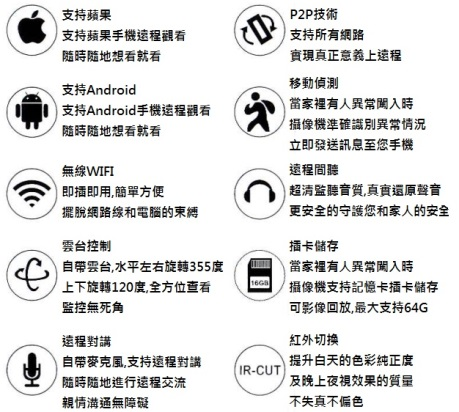 支持蘋果
支持蘋果手機遠程觀看
隨時隨地想看就看
P2P技術
支持所有網路
實現真正意義上遠程
支持Android
支持Android手機遠程觀看
隨時隨地想看就看
移動偵測
當家裡有人異常闖入時
攝像機準確識別異常情況
立即發送訊息至您手機
無線WIFI
即插即用,簡單方便
擺脫網路線和電腦的束縛
遠程間聽
超清監聽音質,真實還原聲音
更安全的守護您和家人的安全
雲台控制
自帶雲台,水平左右旋轉355度
上下旋轉120度,全方位查看
監控無死角
16GB
插卡儲存
當家裡有人異常闖入時
攝像機支持記憶卡插卡儲存
可影像回放,最大支持64G
遠程對講
自帶麥克風,支持遠程對講
隨時隨地進行遠程交流
親情溝通無障礙
IR-CUT
紅外切換
提升白天的色彩純正度
及晚上夜視效果的質量
不失真不偏色